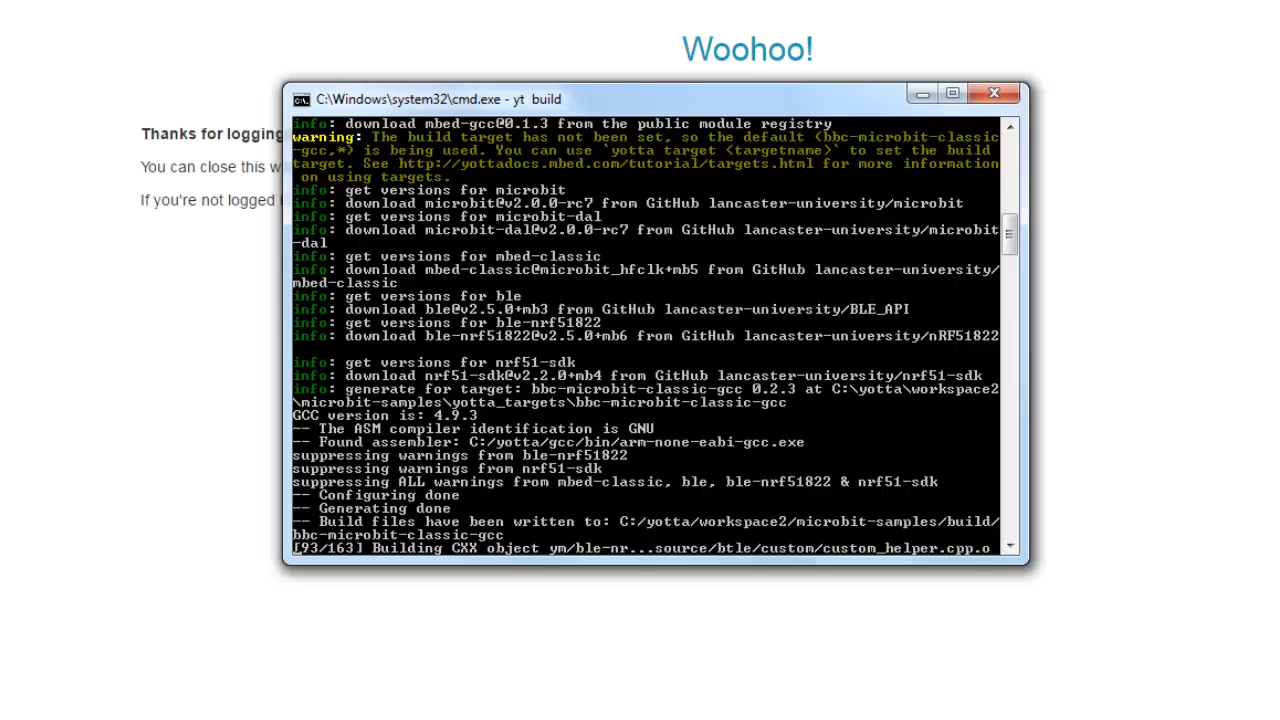 Woohoo!
C:\Windows\system32\cmd.exe - yt  build
Thanks for logging
You can close this w
If you're not logged i
info: download mbed-gcc@0.1.3 from the public module registry
warning: The build target has not been set, so the default (bbc-microbit-classic
-gcc,*) is being used. You can use `yotta target <targetname>` to set the build
target. See http://yottadocs.mbed.com/tutorial/targets.html for more information
 on using targets.
info: get versions for microbit
info: download microbit@v2.0.0-rc7 from GitHub lancaster-university/microbit
info: get versions for microbit-dal
info: download microbit-dal@v2.0.0-rc7 from GitHub lancaster-university/microbit
-dal
info: get versions for mbed-classic
info: download mbed-classic@microbit_hfclk+mb5 from GitHub lancaster-university/
mbed-classic
info: get versions for ble
info: download ble@v2.5.0+mb3 from GitHub lancaster-university/BLE_API
info: get versions for ble-nrf51822
info: download ble-nrf51822@v2.5.0+mb6 from GitHub lancaster-university/nRF51822
info: get versions for nrf51-sdk
info: download nrf51-sdk@v2.2.0+mb4 from GitHub lancaster-university/nrf51-sdk
info: generate for target: bbc-microbit-classic-gcc 0.2.3 at C:\yotta\workspace2
\microbit-samples\yotta_targets\bbc-microbit-classic-gcc
GCC version is: 4.9.3
-- The ASM compiler identification is GNU
-- Found assembler: C:/yotta/gcc/bin/arm-none-eabi-gcc.exe
suppressing warnings from ble-nrf51822
suppressing warnings from nrf51-sdk
suppressing ALL warnings from mbed-classic, ble, ble-nrf51822 & nrf51-sdk
-- Configuring done
-- Generating done
-- Build files have been written to: C:/yotta/workspace2/microbit-samples/build/
bbc-microbit-classic-gcc
[93/163] Building CXX object ym/ble-nr...source/btle/custom/custom_helper.cpp.o